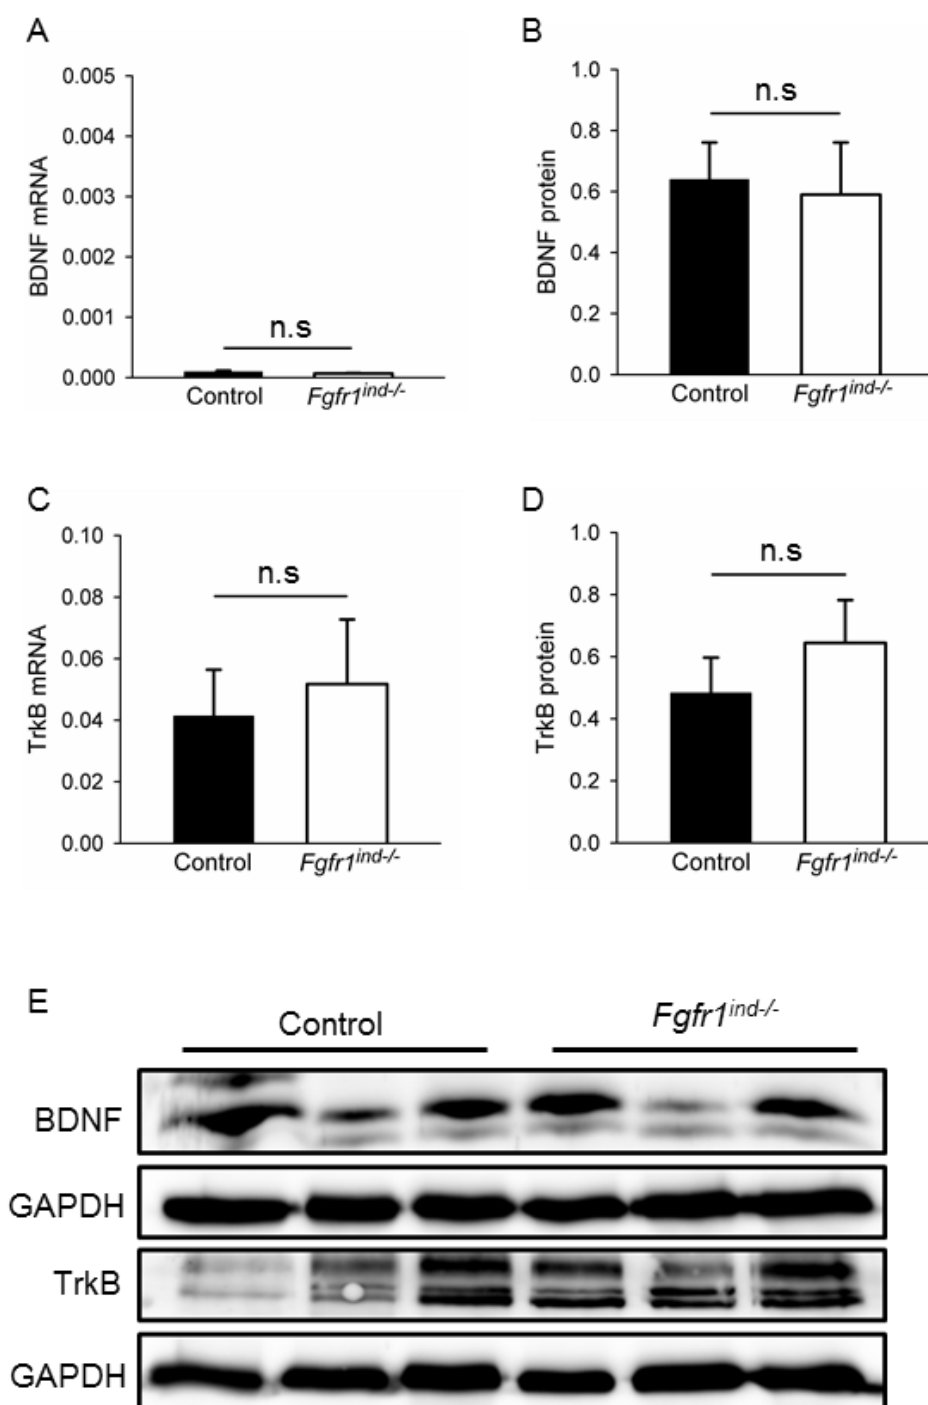 A
BDNF mRNA
0.005
0.004
0.003
0.002
0.001
0.000
n.s
Control
Fgfr1ind-/-
B
BDNF protein
1.0
0.8
0.6
0.4
0.2
0.0
n.s
Control
Fgfr1ind-/-
C
TrkB mRNA
0.10
0.08
0.06
0.04
0.02
0.00
n.s
Control
Fgfr1ind-/-
D
TrkB protein
1.0
0.8
0.6
0.4
0.2
0.0
n.s
Control
Fgfr1ind-/-
E
Control
Fgfr1ind-/-
BDNF
GAPDH
TrkB
GAPDH